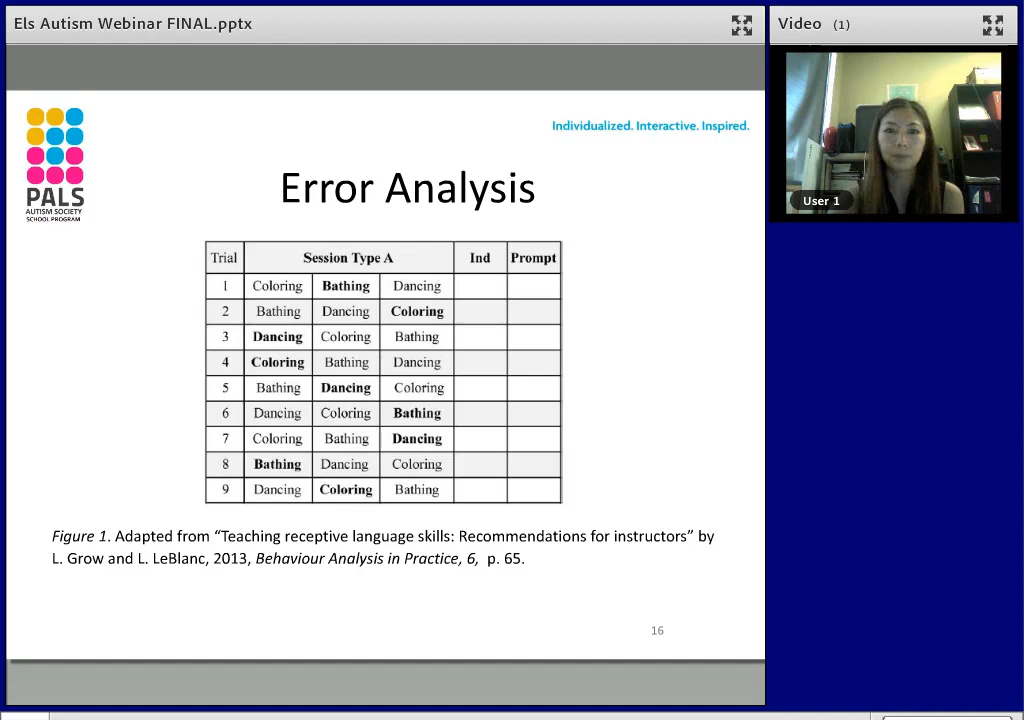 Els Autism Webinar FINAL.pptx
Video (1)
Individualized. Interactive. Inspired.
PALS
AUTISM SOCIETY
SCHOOL PROGRAM
User 1
Error Analysis
Trial Session Type A Ind Prompt
1 Coloring Bathing Dancing
2 Bathing Dancing Coloring
3 Dancing Coloring Bathing
4 Coloring Bathing Dancing
5 Bathing Dancing Coloring
6 Dancing Coloring Bathing
7 Coloring Bathing Dancing
8 Bathing Dancing Coloring
9 Dancing Coloring Bathing
Figure 1. Adapted from “Teaching receptive language skills: Recommendations for instructors” by
L. Grow and L. LeBlanc, 2013, Behaviour Analysis in Practice, 6, p. 65.
16